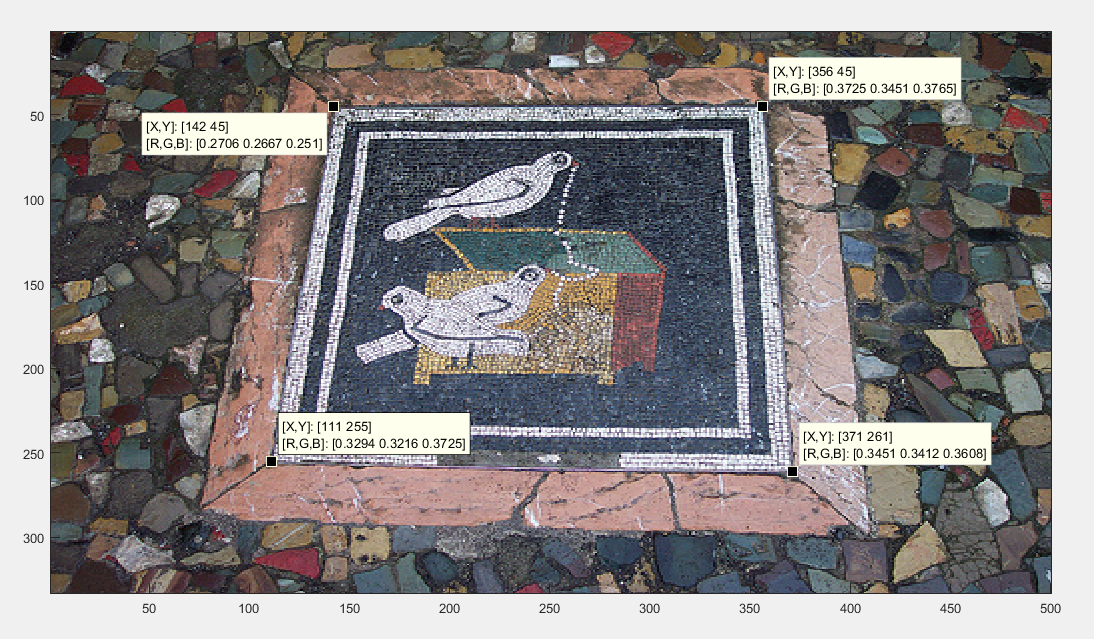 [X,Y]: [356 45]
[R,G,B]: [0.3725 0.3451 0.3765]
[X,Y]: [142 45]
[R,G,B]: [0.2706 0.2667 0.251]
[X,Y]: [111 255]
[R,G,B]: [0.3294 0.3216 0.3725]
[X,Y]: [371 261]
[R,G,B]: [0.3451 0.3412 0.3608]
50
100
150
200
250
300
50 100 150 200 250 300 350 400 450 500